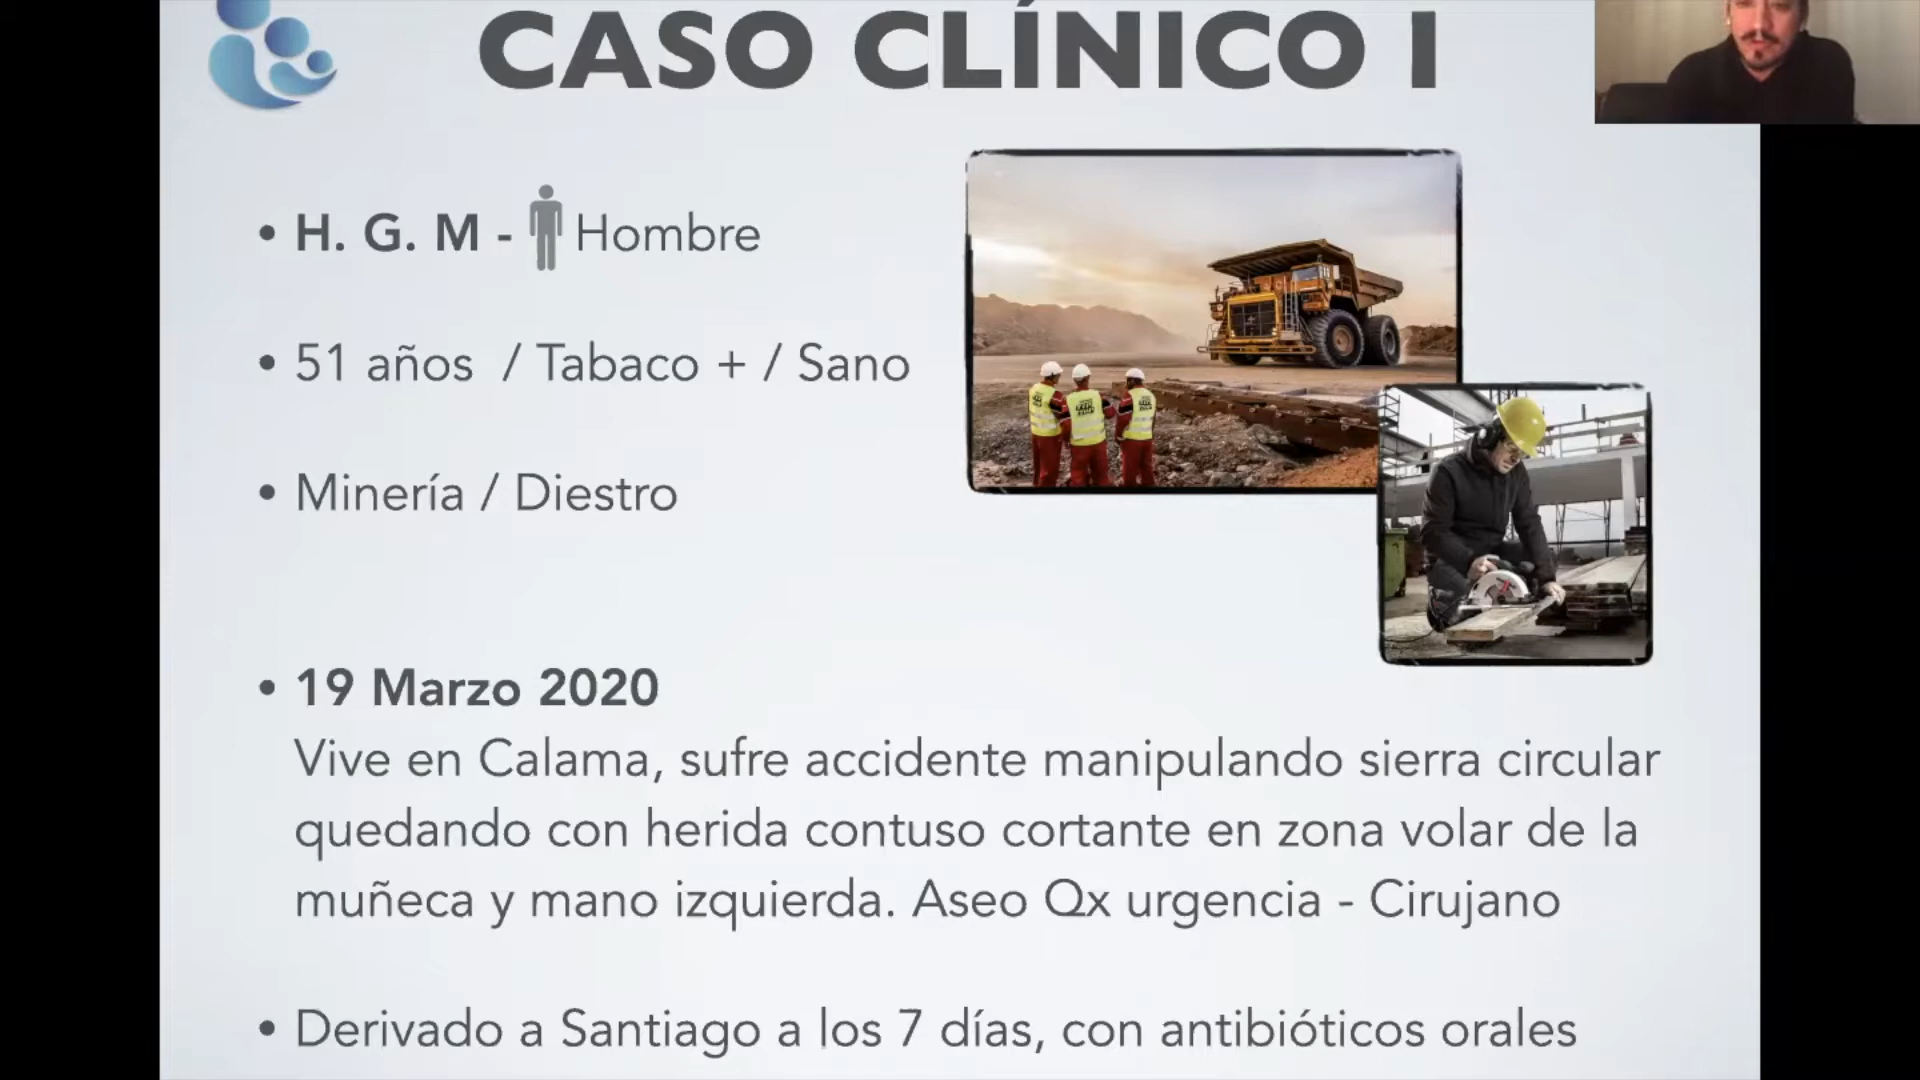 CASO CLÍNICO I
• H. G. M - Hombre
• 51 años / Tabaco + / Sano
• Minería / Diestro
• 19 Marzo 2020
Vive en Calama, sufre accidente manipulando sierra circular
quedando con herida contuso cortante en zona volar de la
muñeca y mano izquierda. Aseo Qx urgencia - Cirujano
• Derivado a Santiago a los 7 días, con antibióticos orales